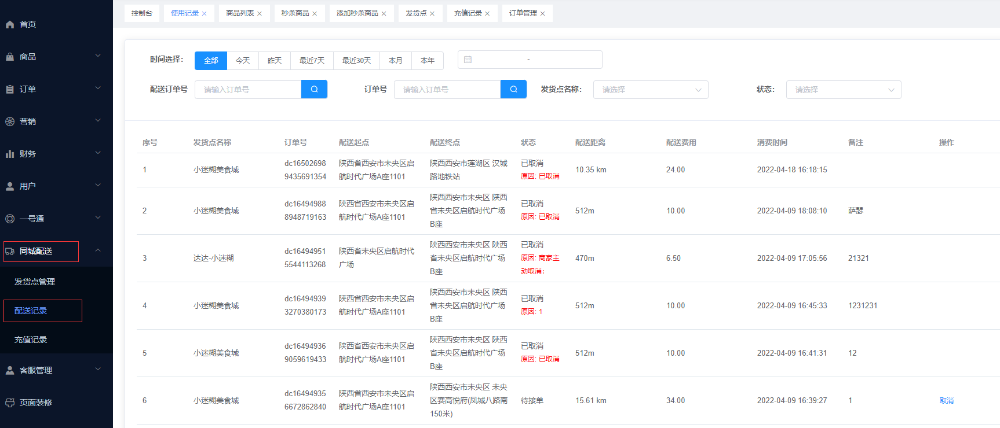 控制台
使用记录
商品列表
秒杀商品
添加秒杀商品
发货点
充值记录
订单管理
首页
商品
订单
营销
财务
用户
一号通
同城配送
发货点管理
配送记录
充值记录
客服管理
页面装修
时间选择：
全部
今天
昨天
最近7天
最近30天
本月
本年
-
配送订单号
请输入订单号
订单号
请输入订单号
发货点名称：
请选择
状态：
请选择
序号
发货点名称
订单号
配送起点
配送终点
状态
配送距离
配送费用
消费时间
备注
操作
1
小迷糊美食城
dc16502698
9435691354
陕西省西安市未央区启
航时代广场A座1101
陕西西安市莲湖区 汉城
路地铁站
已取消
原因: 已取消
10.35 km
24.00
2022-04-18 16:18:15
2
小迷糊美食城
dc16494988
8948719163
陕西省西安市未央区启
航时代广场A座1101
陕西西安市未央区 陕西
省未央区启航时代广场
B座
已取消
原因: 已取消
512m
10.00
2022-04-09 18:08:10
萨瑟
3
达达-小迷糊
dc16494951
5544113268
陕西省未央区启航时代
广场
陕西西安市未央区 陕西
省未央区启航时代广场
B座
已取消
原因: 商家主
动取消：
470m
6.50
2022-04-09 17:05:56
21321
4
小迷糊美食城
dc16494939
3270380173
陕西省西安市未央区启
航时代广场A座1101
陕西西安市未央区 陕西
省未央区启航时代广场
B座
已取消
原因: 1
512m
10.00
2022-04-09 16:45:33
1231231
5
小迷糊美食城
dc16494936
9059619433
陕西省西安市未央区启
航时代广场A座1101
陕西西安市未央区 陕西
省未央区启航时代广场
B座
已取消
原因: 已取消
512m
10.00
2022-04-09 16:41:31
12
6
小迷糊美食城
dc16494935
6672862840
陕西省西安市未央区启
航时代广场A座1101
陕西西安市未央区 未央
区赛高悦府(凤城八路南
150米)
待接单
15.61 km
34.00
2022-04-09 16:39:27
1
取消